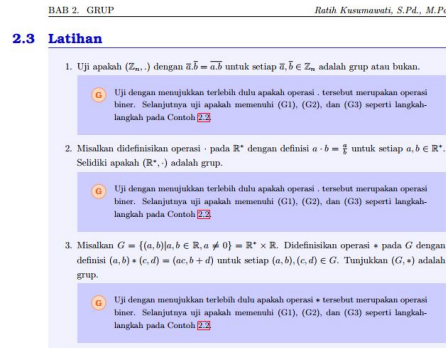 BAB 2. GRUP Ratih Kusumawati, S.Pd., M.Pd
2.3 Latihan
1. Uji apakah (ℤₙ, .) dengan a̅.b̅ = a̅.̅b̅ untuk setiap a̅, b̅ ∈ ℤₙ adalah grup atau bukan.
G Uji dengan menujukkan terlebih dulu apakah operasi . tersebut merupakan operasi
biner. Selanjutnya uji apakah memenuhi (G1), (G2), dan (G3) seperti langkah-
langkah pada Contoh 2.2.
2. Misalkan didefinisikan operasi · pada ℝ* dengan definisi a · b = a/b untuk setiap a, b ∈ ℝ*.
Selidiki apakah (ℝ*, ·) adalah grup.
G Uji dengan menujukkan terlebih dulu apakah operasi . tersebut merupakan operasi
biner. Selanjutnya uji apakah memenuhi (G1), (G2), dan (G3) seperti langkah-
langkah pada Contoh 2.2.
3. Misalkan G = {(a, b)|a, b ∈ ℝ, a ≠ 0} = ℝ* × ℝ. Didefinisikan operasi * pada G dengan
definisi (a, b) * (c, d) = (ac, b + d) untuk setiap (a, b), (c, d) ∈ G. Tunjukkan (G, *) adalah
grup.
G Uji dengan menujukkan terlebih dulu apakah operasi * tersebut merupakan operasi
biner. Selanjutnya uji apakah memenuhi (G1), (G2), dan (G3) seperti langkah-
langkah pada Contoh 2.2.